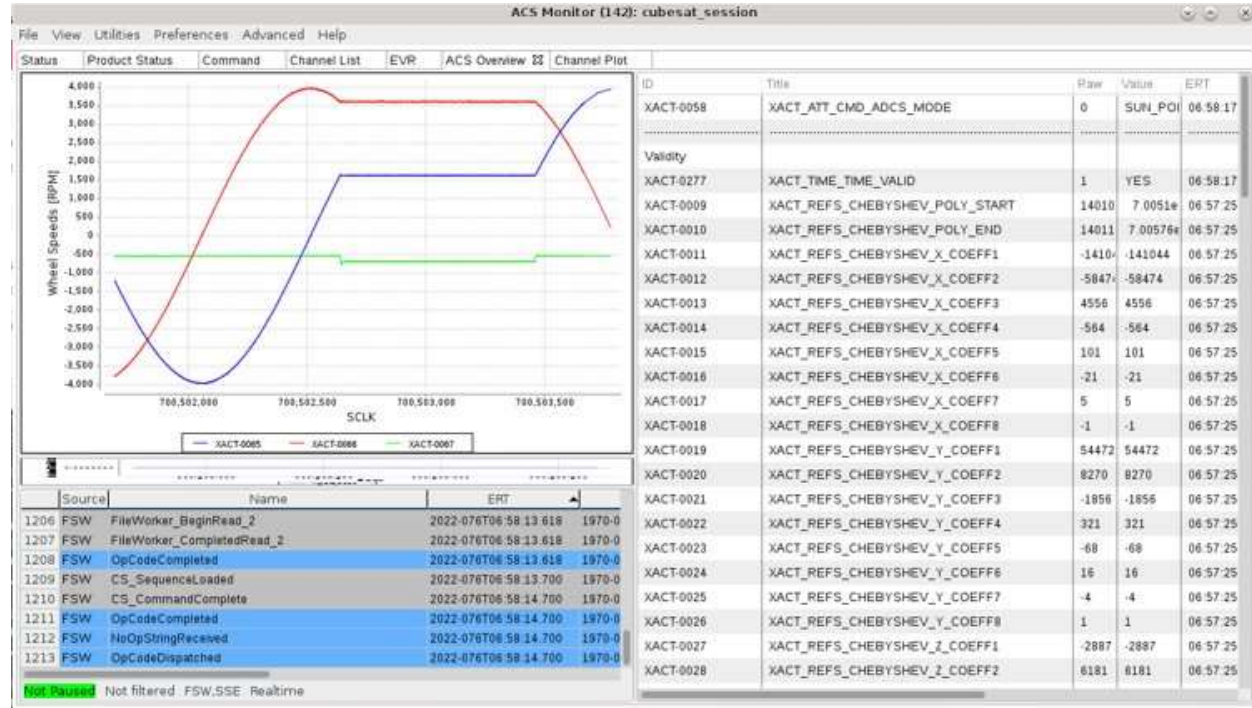 ACS Monitor (142): cubesat_session
File View Utilities Preferences Advanced Help
Status Product Status Command Channel List EVR ACS Overview Channel Plot
4,000
3,500
3,000
2,500
2,000
1,500
1,000
500
0
-500
-1,000
-1,500
-2,000
-2,500
-3,000
-3,500
-4,000
Wheel Speeds [RPM]
700,502,000 700,502,500 700,503,000 700,503,500
SCLK
XACT-0065 XACT-0066 XACT-0067
Source Name ERT
1206 FSW FileWorker_BeginRead_2 2022-076T06:58:13.618 1970-0
1207 FSW FileWorker_CompletedRead_2 2022-076T06:58:13.618 1970-0
1208 FSW OpCodeCompleted 2022-076T06:58:13.618 1970-0
1209 FSW CS_SequenceLoaded 2022-076T06:58:13.700 1970-0
1210 FSW CS_CommandComplete 2022-076T06:58:14.700 1970-0
1211 FSW OpCodeCompleted 2022-076T06:58:14.700 1970-0
1212 FSW NoOpStringReceived 2022-076T06:58:14.700 1970-0
1213 FSW OpCodeDispatched 2022-076T06:58:14.700 1970-0
Not Paused Not filtered FSW,SSE Realtime
ID Title Raw Value ERT
XACT-0058 XACT_ATT_CMD_ADCS_MODE 0 SUN_POI 06:58:17
Validity
XACT-0277 XACT_TIME_TIME_VALID 1 YES 06:58:17
XACT-0009 XACT_REFS_CHEBYSHEV_POLY_START 14010 7.0051e 06:57:25
XACT-0010 XACT_REFS_CHEBYSHEV_POLY_END 14011 7.00576e 06:57:25
XACT-0011 XACT_REFS_CHEBYSHEV_X_COEFF1 -1410 -141044 06:57:25
XACT-0012 XACT_REFS_CHEBYSHEV_X_COEFF2 -5847 -58474 06:57:25
XACT-0013 XACT_REFS_CHEBYSHEV_X_COEFF3 4556 4556 06:57:25
XACT-0014 XACT_REFS_CHEBYSHEV_X_COEFF4 -564 -564 06:57:25
XACT-0015 XACT_REFS_CHEBYSHEV_X_COEFF5 101 101 06:57:25
XACT-0016 XACT_REFS_CHEBYSHEV_X_COEFF6 -21 -21 06:57:25
XACT-0017 XACT_REFS_CHEBYSHEV_X_COEFF7 5 5 06:57:25
XACT-0018 XACT_REFS_CHEBYSHEV_X_COEFF8 -1 -1 06:57:25
XACT-0019 XACT_REFS_CHEBYSHEV_Y_COEFF1 54472 54472 06:57:25
XACT-0020 XACT_REFS_CHEBYSHEV_Y_COEFF2 8270 8270 06:57:25
XACT-0021 XACT_REFS_CHEBYSHEV_Y_COEFF3 -1856 -1856 06:57:25
XACT-0022 XACT_REFS_CHEBYSHEV_Y_COEFF4 321 321 06:57:25
XACT-0023 XACT_REFS_CHEBYSHEV_Y_COEFF5 -68 -68 06:57:25
XACT-0024 XACT_REFS_CHEBYSHEV_Y_COEFF6 16 16 06:57:25
XACT-0025 XACT_REFS_CHEBYSHEV_Y_COEFF7 -4 -4 06:57:25
XACT-0026 XACT_REFS_CHEBYSHEV_Y_COEFF8 1 1 06:57:25
XACT-0027 XACT_REFS_CHEBYSHEV_Z_COEFF1 -2887 -2887 06:57:25
XACT-0028 XACT_REFS_CHEBYSHEV_Z_COEFF2 6181 6181 06:57:25